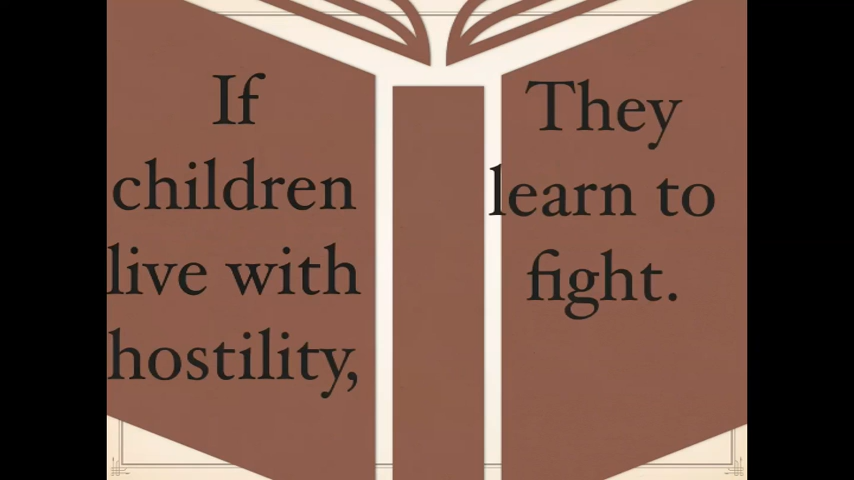 If
children
live with
hostility,
They
learn to
fight.